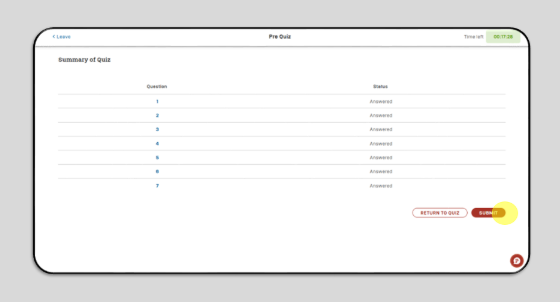 < Leave
Pre Quiz
Time left 00:17:28
Summary of Quiz
Question Status
1 Answered
2 Answered
3 Answered
4 Answered
5 Answered
6 Answered
7 Answered
RETURN TO QUIZ SUBMIT